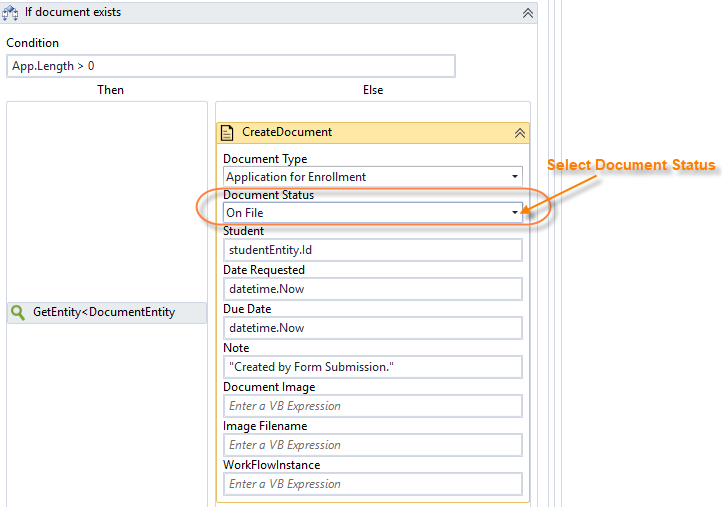 If document exists
Condition
App.Length > 0
Then
Else
CreateDocument
Document Type
Application for Enrollment
Select Document Status
Document Status
On File
Student
studentEntity.Id
Date Requested
datetime.Now
GetEntity<DocumentEntity
Due Date
datetime.Now
Note
"Created by Form Submission."
Document Image
Enter a VB Expression
Image Filename
Enter a VB Expression
WorkFlowInstance
Enter a VB Expression